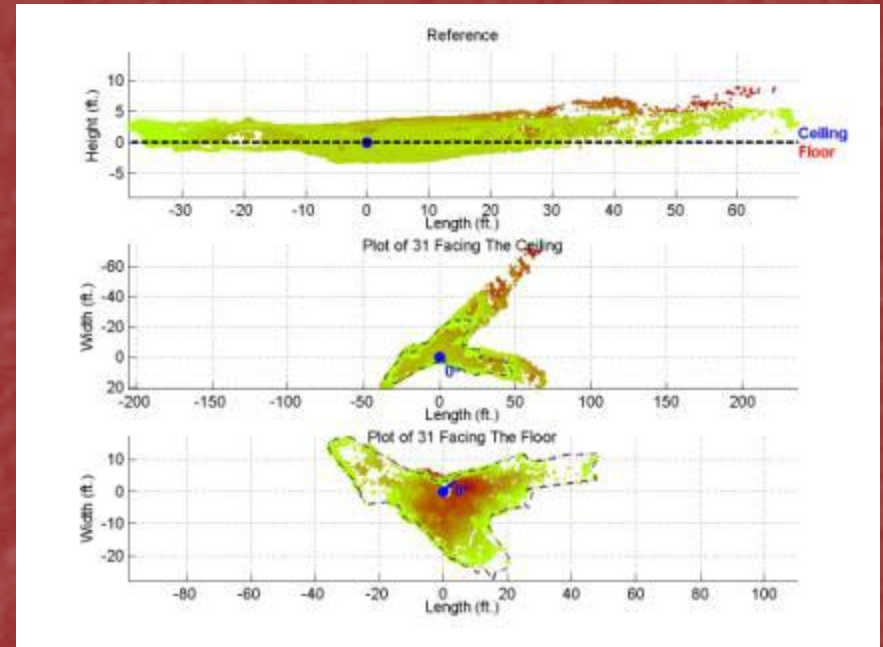 Reference
Height (ft.)
10
5
0
-5
Ceiling
Floor
-30 -20 -10 0 10 20 30 40 50 60
Length (ft.)
Plot of 31 Facing The Ceiling
Width (ft.)
-60
-40
-20
0
20
0°
-200 -150 -100 -50 0 50 100 150 200
Length (ft.)
Plot of 31 Facing The Floor
Width (ft.)
10
0
-10
-20
-80 -60 -40 -20 0 20 40 60 80 100
Length (ft.)